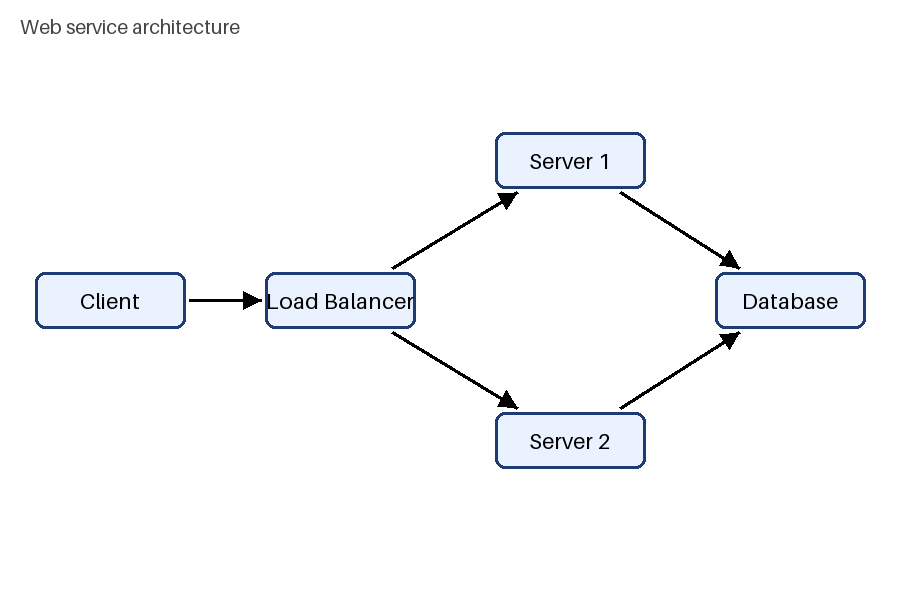 Web service architecture
Server 1
Client
Load Balancer
Database
Server 2